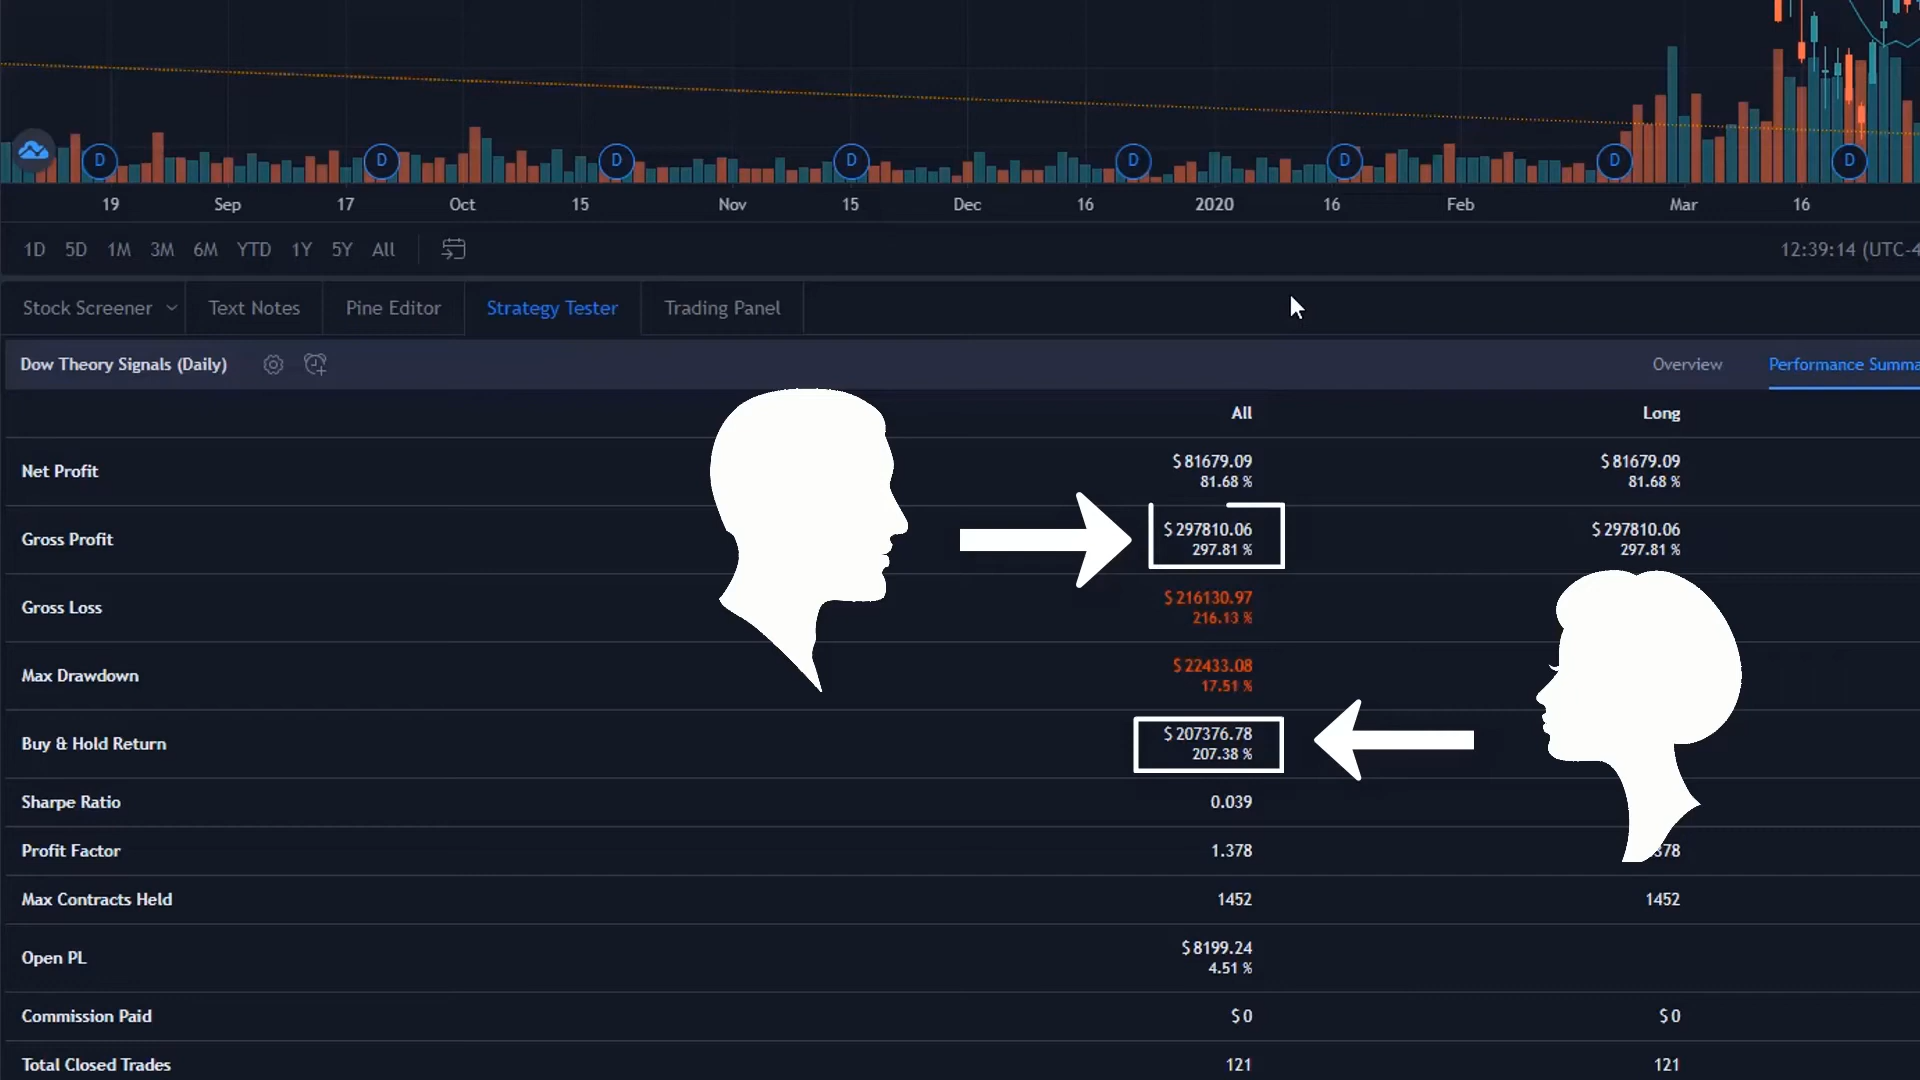 D D D D D D D D
19 Sep 17 Oct 15 Nov 15 Dec 16 2020 16 Feb Mar 16
1D 5D 1M 3M 6M YTD 1Y 5Y All 12:39:14 (UTC-4
Stock Screener Text Notes Pine Editor Strategy Tester Trading Panel
Dow Theory Signals (Daily) Overview Performance Summa
All Long
Net Profit $ 81679.09 $ 81679.09
81.68 % 81.68 %
Gross Profit $ 297810.06 $ 297810.06
297.81 % 297.81 %
Gross Loss $ 216130.97
216.13 %
Max Drawdown $ 22433.08
17.51 %
Buy & Hold Return $ 207376.78
207.38 %
Sharpe Ratio 0.039
Profit Factor 1.378 378
Max Contracts Held 1452 1452
Open PL $ 8199.24
4.51 %
Commission Paid $ 0 $ 0
Total Closed Trades 121 121